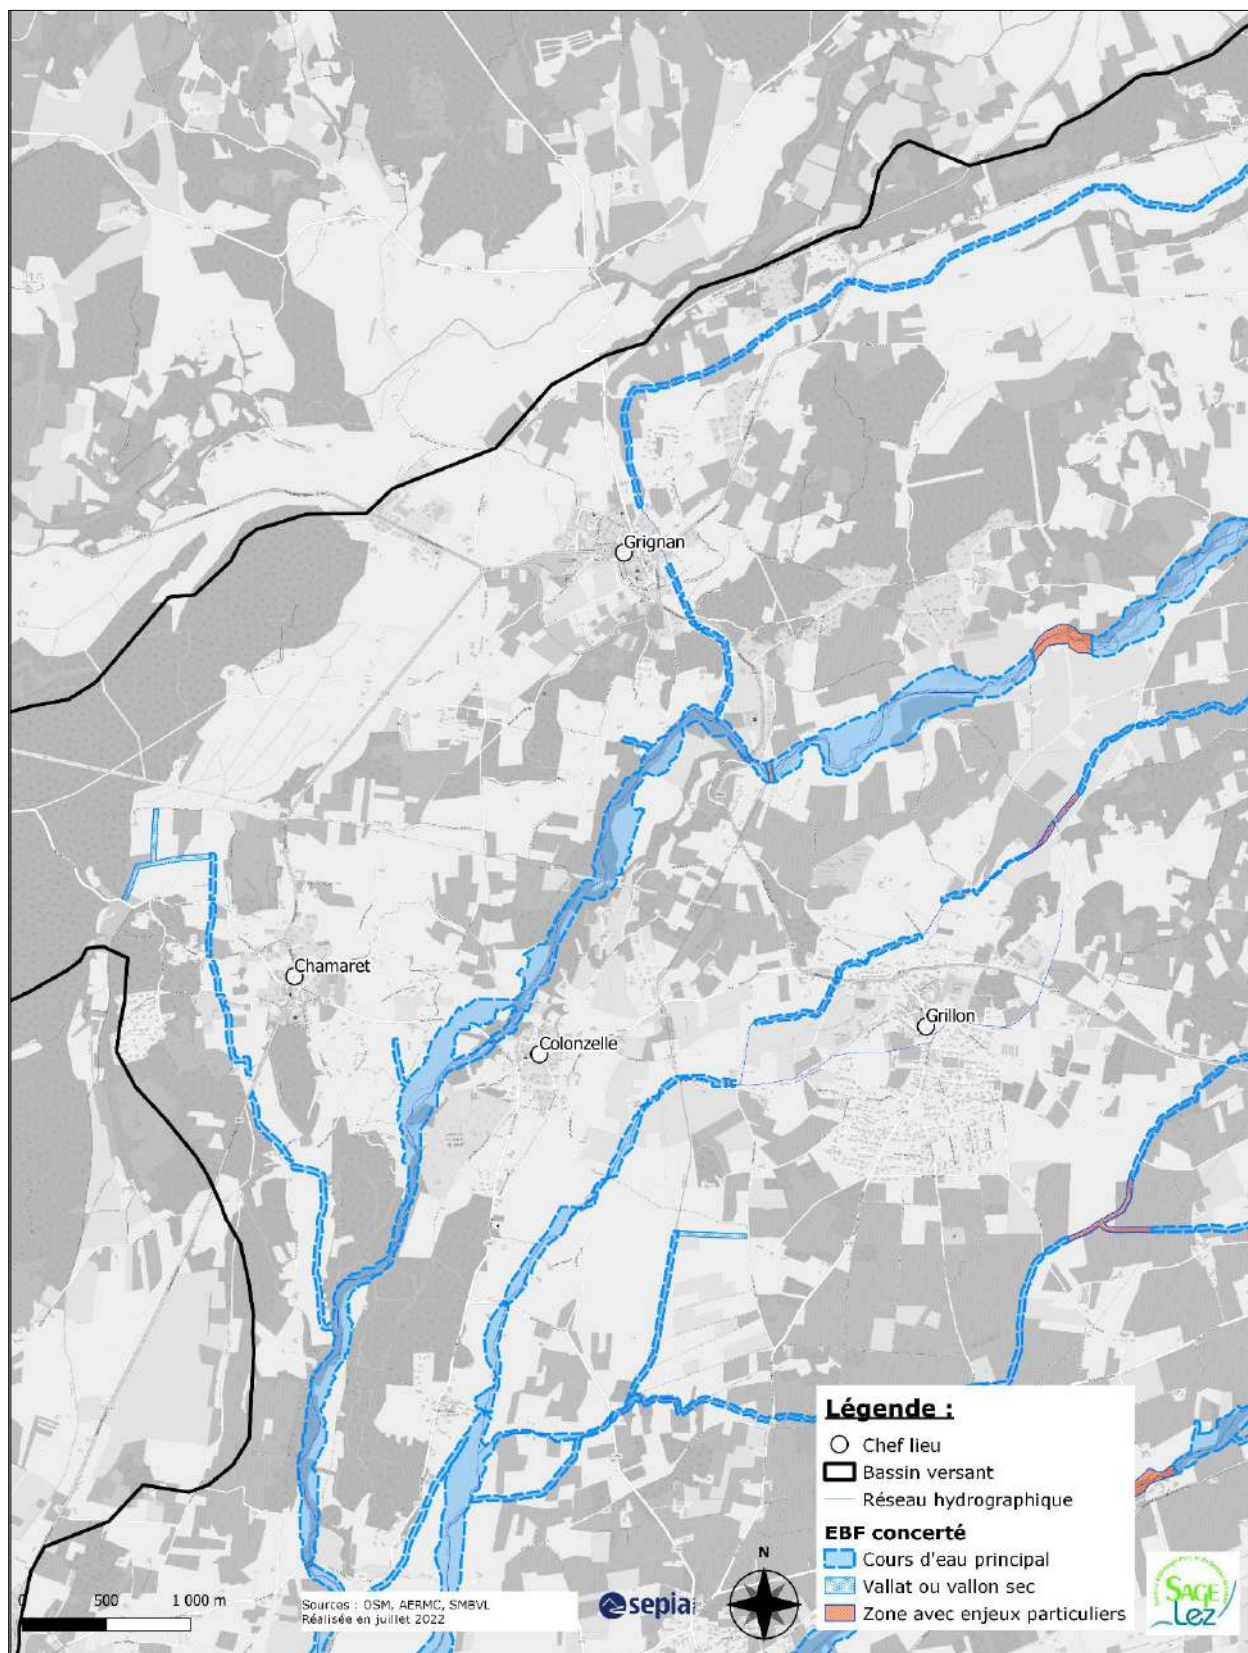 Grignan
Chamaret
Colonzelle
Grillon
Légende :
Chef lieu
Bassin versant
Réseau hydrographique
EBF concerté
Cours d'eau principal
Vallat ou vallon sec
Zone avec enjeux particuliers
0 500 1 000 m
Sources : OSM, AERMC, SMBVL
Réalisée en juillet 2022
sepia
N
SAGE
Lez